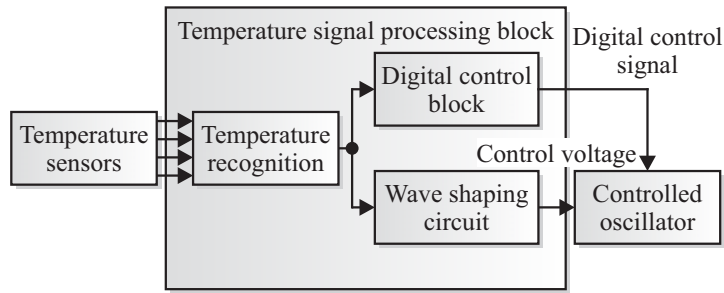 Temperature signal processing block
Digital control
signal
Digital control
block
Temperature
sensors
Temperature
recognition
Control voltage
Wave shaping
circuit
Controlled
oscillator